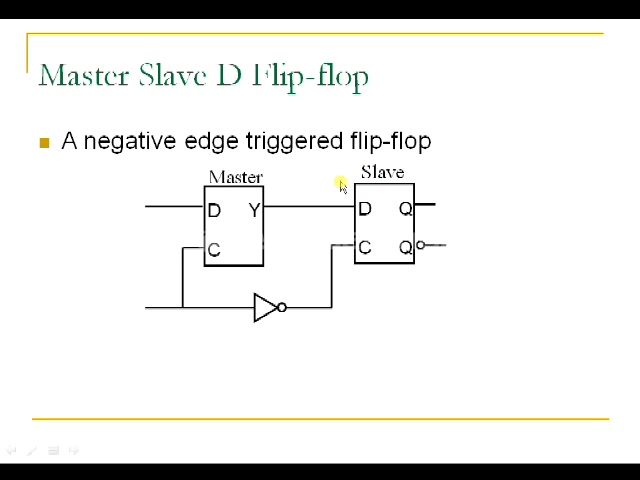 Master Slave D Flip-flop
A negative edge triggered flip-flop
Master
Slave
D Y
D Q
C
C Q